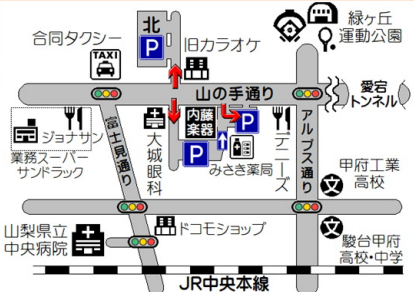 北
P
合同タクシー
TAXI
旧カラオケ
緑ヶ丘
運動公園
山の手通り
愛宕
トンネル
ジョナサン
業務スーパー
サンドラック
富士見通り
大城眼科
内藤
楽器
P
P
みさき薬局
デニーズ
アルプス通り
文
甲府工業
高校
山梨県立
中央病院
ドコモショップ
文
駿台甲府
高校・中学
JR中央本線